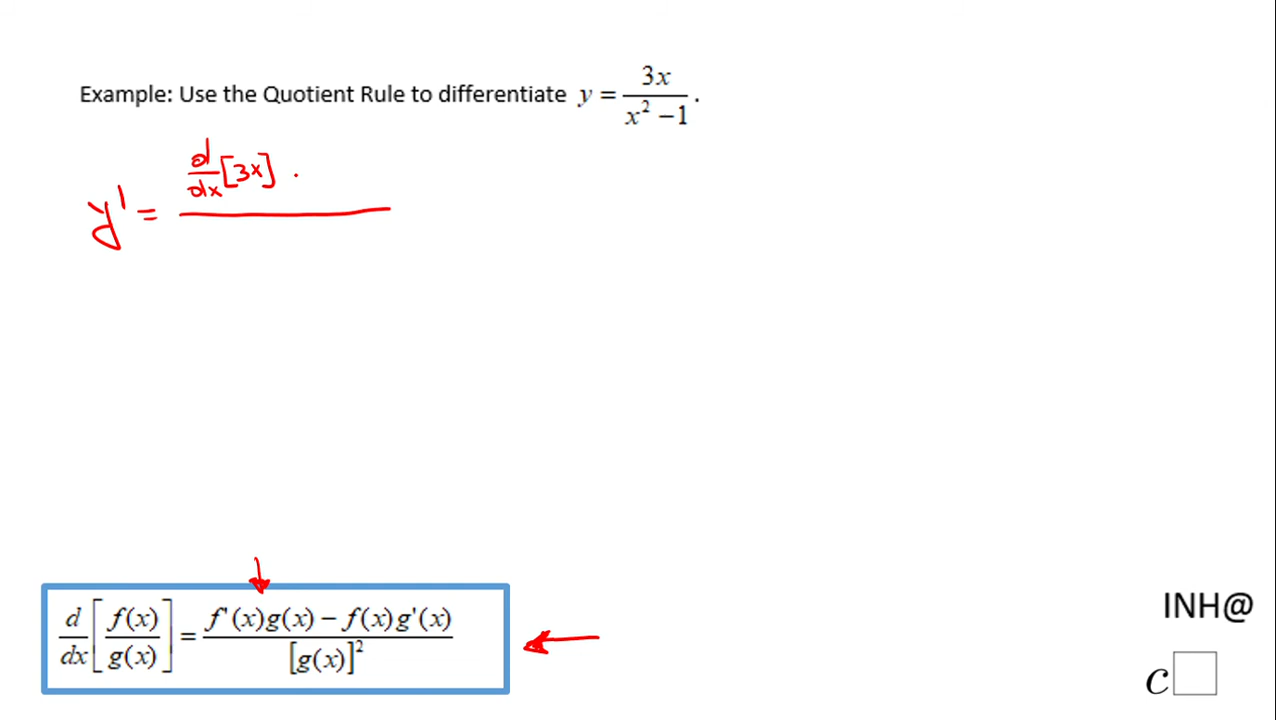 Example: Use the Quotient Rule to differentiate y = 3x / (x² − 1).
y' = d/dx [3x] ·
d/dx [f(x)/g(x)] = (f'(x)g(x) − f(x)g'(x)) / [g(x)]²
INH@
c□